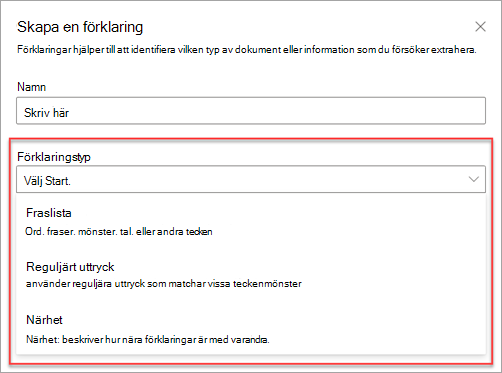 Skapa en förklaring
Förklaringar hjälper till att identifiera vilken typ av dokument eller information som du försöker extrahera.
Namn
Skriv här
Förklaringstyp
Välj Start.
Fraslista
Ord. fraser. mönster. tal. eller andra tecken
Reguljärt uttryck
använder reguljära uttryck som matchar vissa teckenmönster
Närhet
Närhet: beskriver hur nära förklaringar är med varandra.